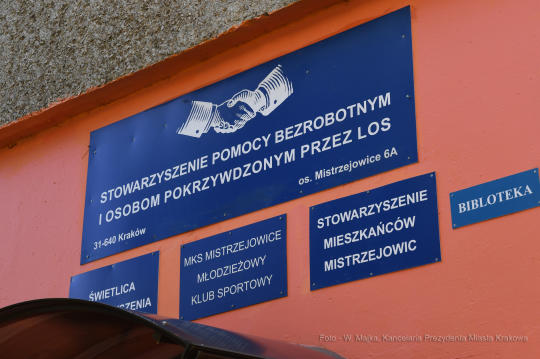 STOWARZYSZENIE POMOCY BEZROBOTNYM
I OSOBOM POKRZYWDZONYM PRZEZ LOS
os. Mistrzejowice 6A
31-640 Kraków
ŚWIETLICA
MKS MISTRZEJOWICE
MŁODZIEŻOWY
KLUB SPORTOWY
STOWARZYSZENIE
MIESZKAŃCÓW
MISTRZEJOWIC
BIBLOTEKA
Foto - W. Majka, Kancelaria Prezydenta Miasta Krakowa